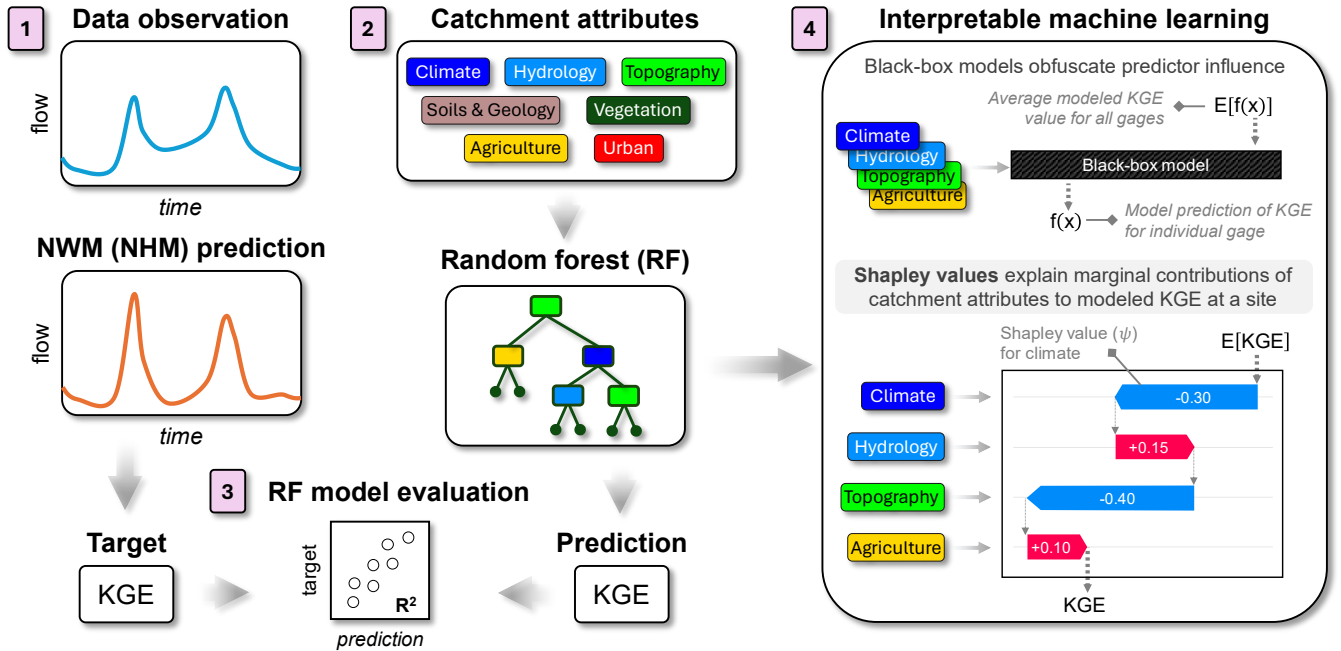 1
Data observation
flow
time
NWM (NHM) prediction
flow
time
2
Catchment attributes
Climate
Hydrology
Topography
Soils & Geology
Vegetation
Agriculture
Urban
Random forest (RF)
3
RF model evaluation
Target
KGE
target
R²
prediction
Prediction
KGE
4
Interpretable machine learning
Black-box models obfuscate predictor influence
Average modeled KGE
value for all gages
E[f(x)]
Climate
Hydrology
Topography
Agriculture
Black-box model
f(x)
Model prediction of KGE
for individual gage
Shapley values explain marginal contributions of
catchment attributes to modeled KGE at a site
Shapley value (ψ)
for climate
E[KGE]
Climate
-0.30
Hydrology
+0.15
Topography
-0.40
Agriculture
+0.10
KGE